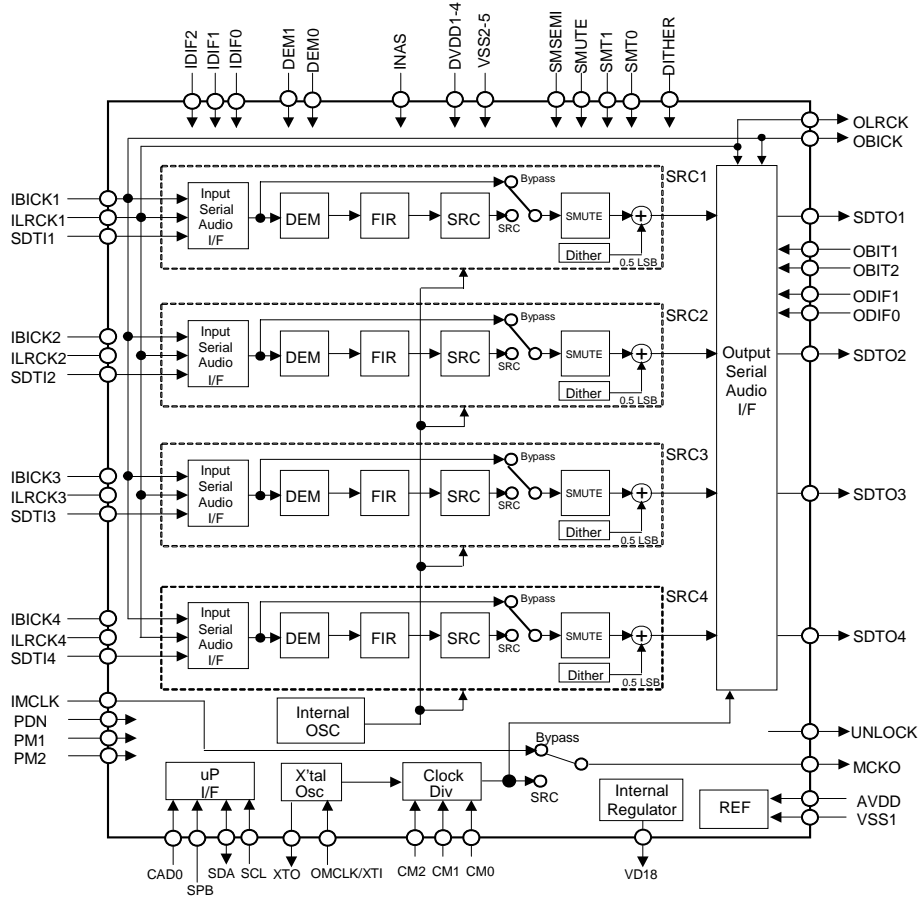 IDIF2
IDIF1
IDIF0
DEM1
DEM0
INAS
DVDD1-4
VSS2-5
SMSEMI
SMUTE
SMT1
SMT0
DITHER
OLRCK
OBICK
IBICK1
ILRCK1
SDTI1
Input
Serial
Audio
I/F
DEM
FIR
SRC
Bypass
SRC
SMUTE
Dither
0.5 LSB
SRC1
SDTO1
OBIT1
OBIT2
ODIF1
ODIF0
IBICK2
ILRCK2
SDTI2
Input
Serial
Audio
I/F
DEM
FIR
SRC
Bypass
SRC
SMUTE
Dither
0.5 LSB
SRC2
Output
Serial
Audio
I/F
SDTO2
IBICK3
ILRCK3
SDTI3
Input
Serial
Audio
I/F
DEM
FIR
SRC
Bypass
SRC
SMUTE
Dither
0.5 LSB
SRC3
SDTO3
IBICK4
ILRCK4
SDTI4
Input
Serial
Audio
I/F
DEM
FIR
SRC
Bypass
SRC
SMUTE
Dither
0.5 LSB
SRC4
SDTO4
IMCLK
PDN
PM1
PM2
Internal
OSC
Bypass
SRC
UNLOCK
MCKO
uP
I/F
X'tal
Osc
Clock
Div
Internal
Regulator
REF
AVDD
VSS1
CAD0
SPB
SDA
SCL
XTO
OMCLK/XTI
CM2
CM1
CM0
VD18